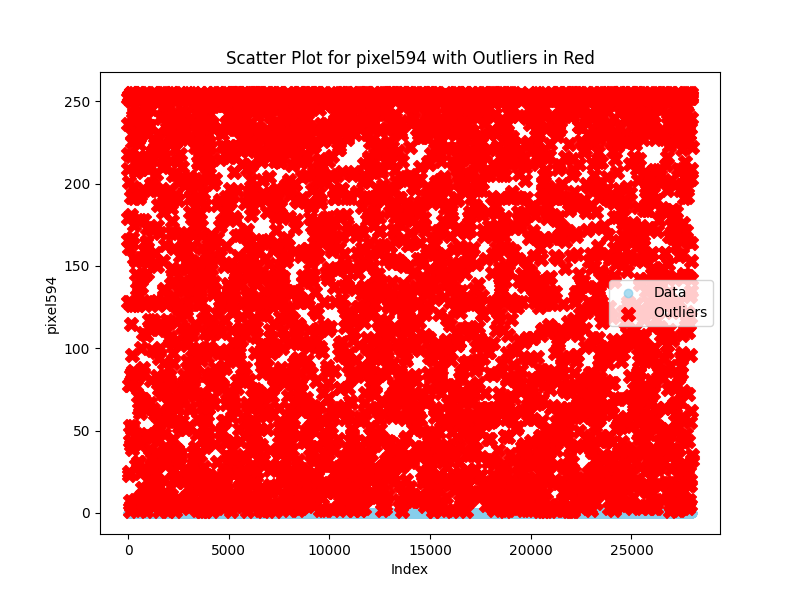 Scatter Plot for pixel594 with Outliers in Red
250
200
150
100
50
0
pixel594
Data
Outliers
0 5000 10000 15000 20000 25000
Index